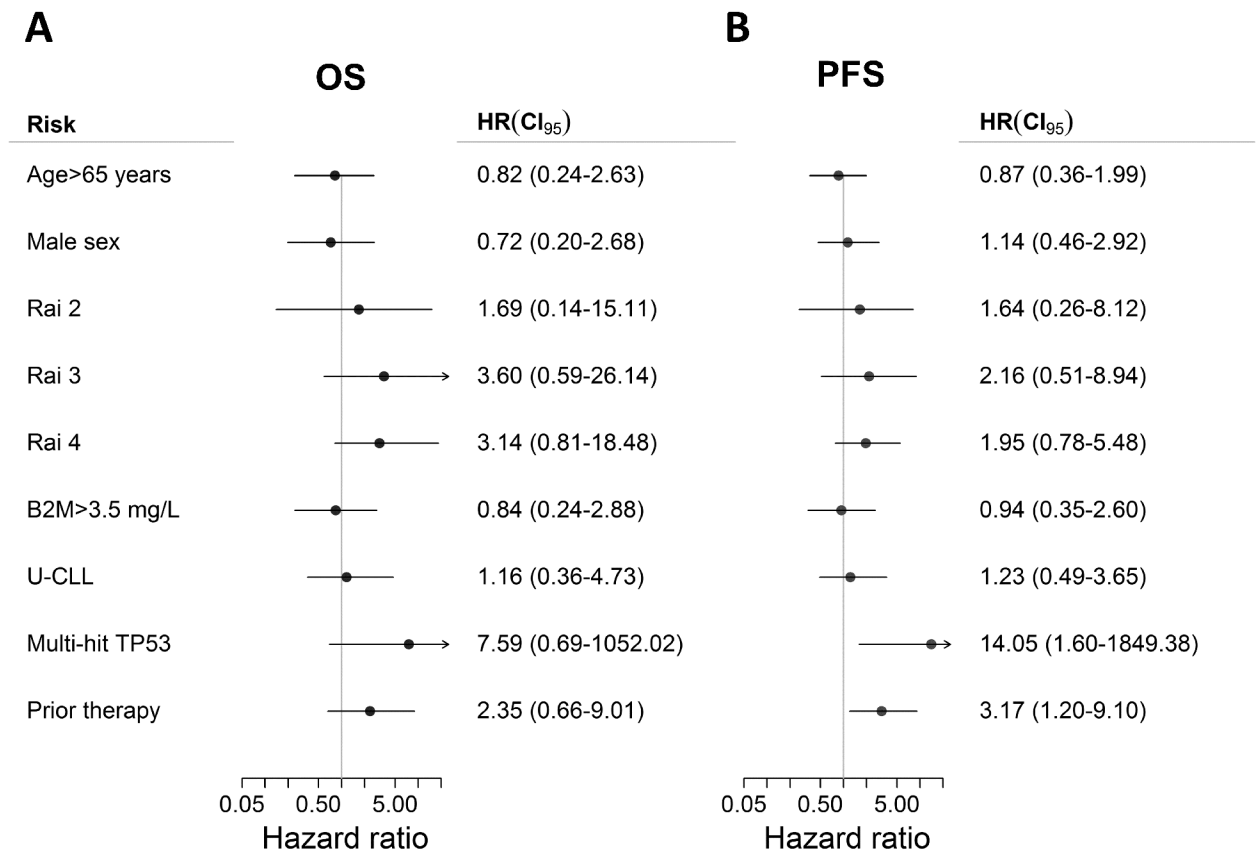 A B
OS PFS
Risk HR(CI95) HR(CI95)
Age>65 years 0.82 (0.24-2.63) 0.87 (0.36-1.99)
Male sex 0.72 (0.20-2.68) 1.14 (0.46-2.92)
Rai 2 1.69 (0.14-15.11) 1.64 (0.26-8.12)
Rai 3 3.60 (0.59-26.14) 2.16 (0.51-8.94)
Rai 4 3.14 (0.81-18.48) 1.95 (0.78-5.48)
B2M>3.5 mg/L 0.84 (0.24-2.88) 0.94 (0.35-2.60)
U-CLL 1.16 (0.36-4.73) 1.23 (0.49-3.65)
Multi-hit TP53 7.59 (0.69-1052.02) 14.05 (1.60-1849.38)
Prior therapy 2.35 (0.66-9.01) 3.17 (1.20-9.10)
0.05 0.50 5.00 0.05 0.50 5.00
Hazard ratio Hazard ratio